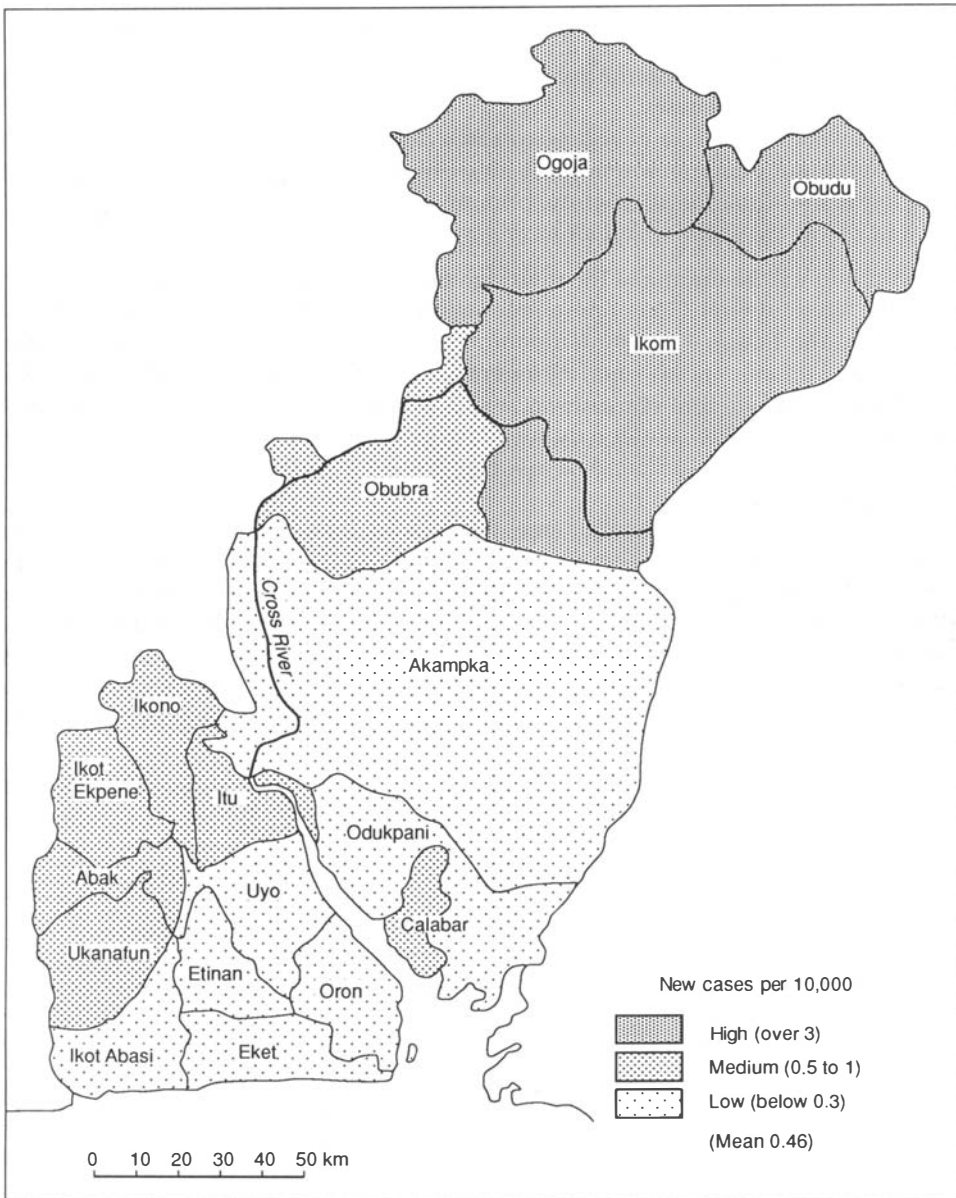 Ogoja
Obudu
Ikom
Obubra
Cross River
Akampka
Ikono
Ikot
Ekpene
Itu
Odukpani
Abak
Uyo
Calabar
Ukanafun
Etinan
Oron
Ikot Abasi
Eket
New cases per 10,000
High (over 3)
Medium (0.5 to 1)
Low (below 0.3)
(Mean 0.46)
0 10 20 30 40 50 km